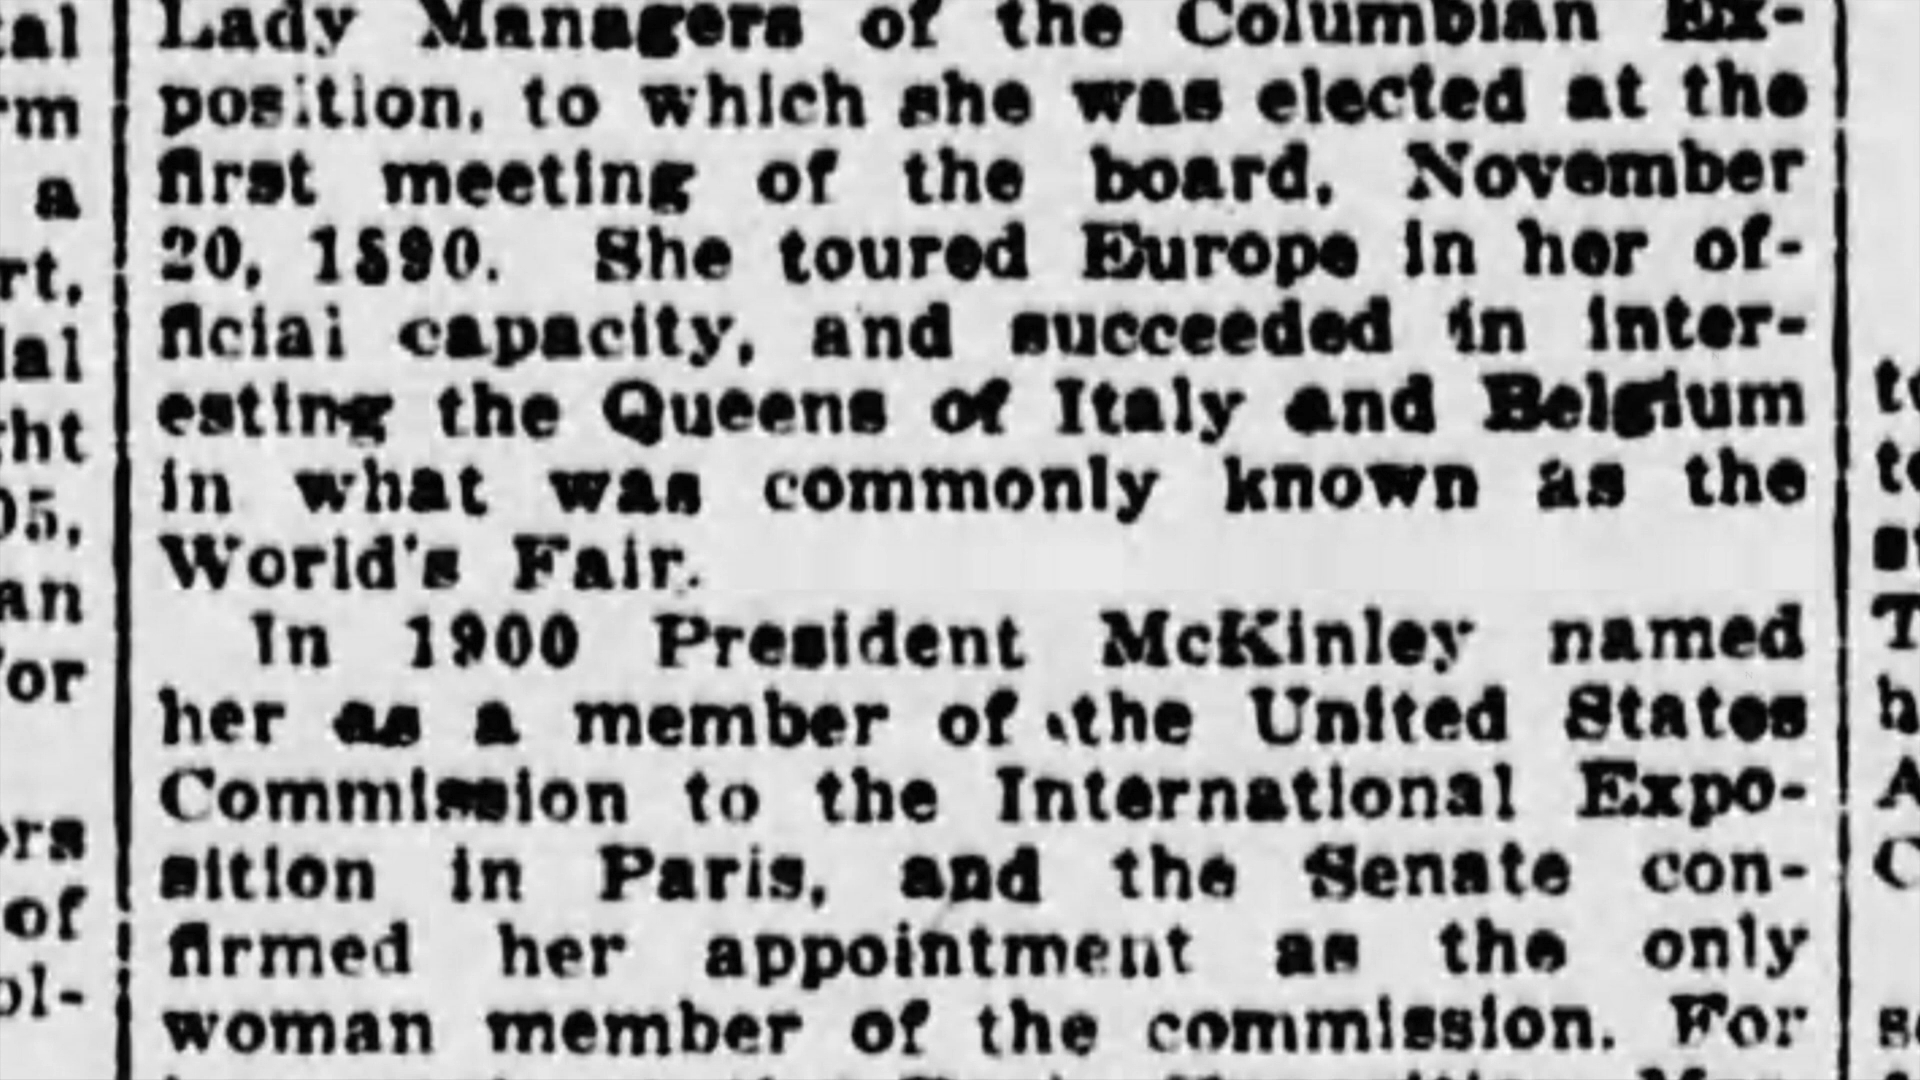 Lady Managers of the Columbian Ex-
position, to which she was elected at the
first meeting of the board, November
20, 1890. She toured Europe in her of-
ficial capacity, and succeeded in inter-
esting the Queens of Italy and Belgium
in what was commonly known as the
World's Fair.
In 1900 President McKinley named
her as a member of the United States
Commission to the International Expo-
sition in Paris, and the Senate con-
firmed her appointment as the only
woman member of the commission. For